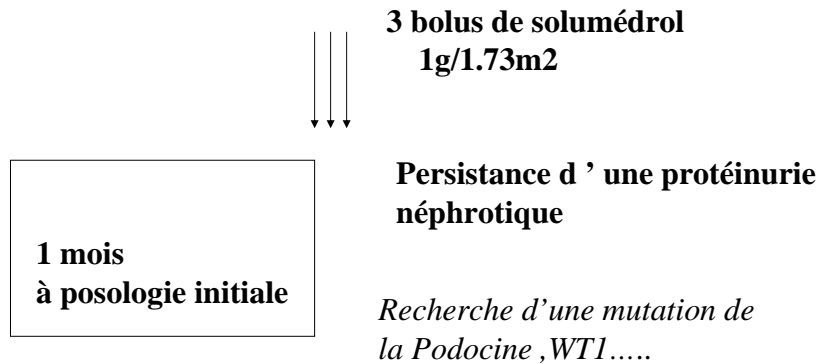 3 bolus de solumédrol
1g/1.73m2
Persistance d ’ une protéinurie
néphrotique
1 mois
à posologie initiale
Recherche d’une mutation de
la Podocine ,WT1…..